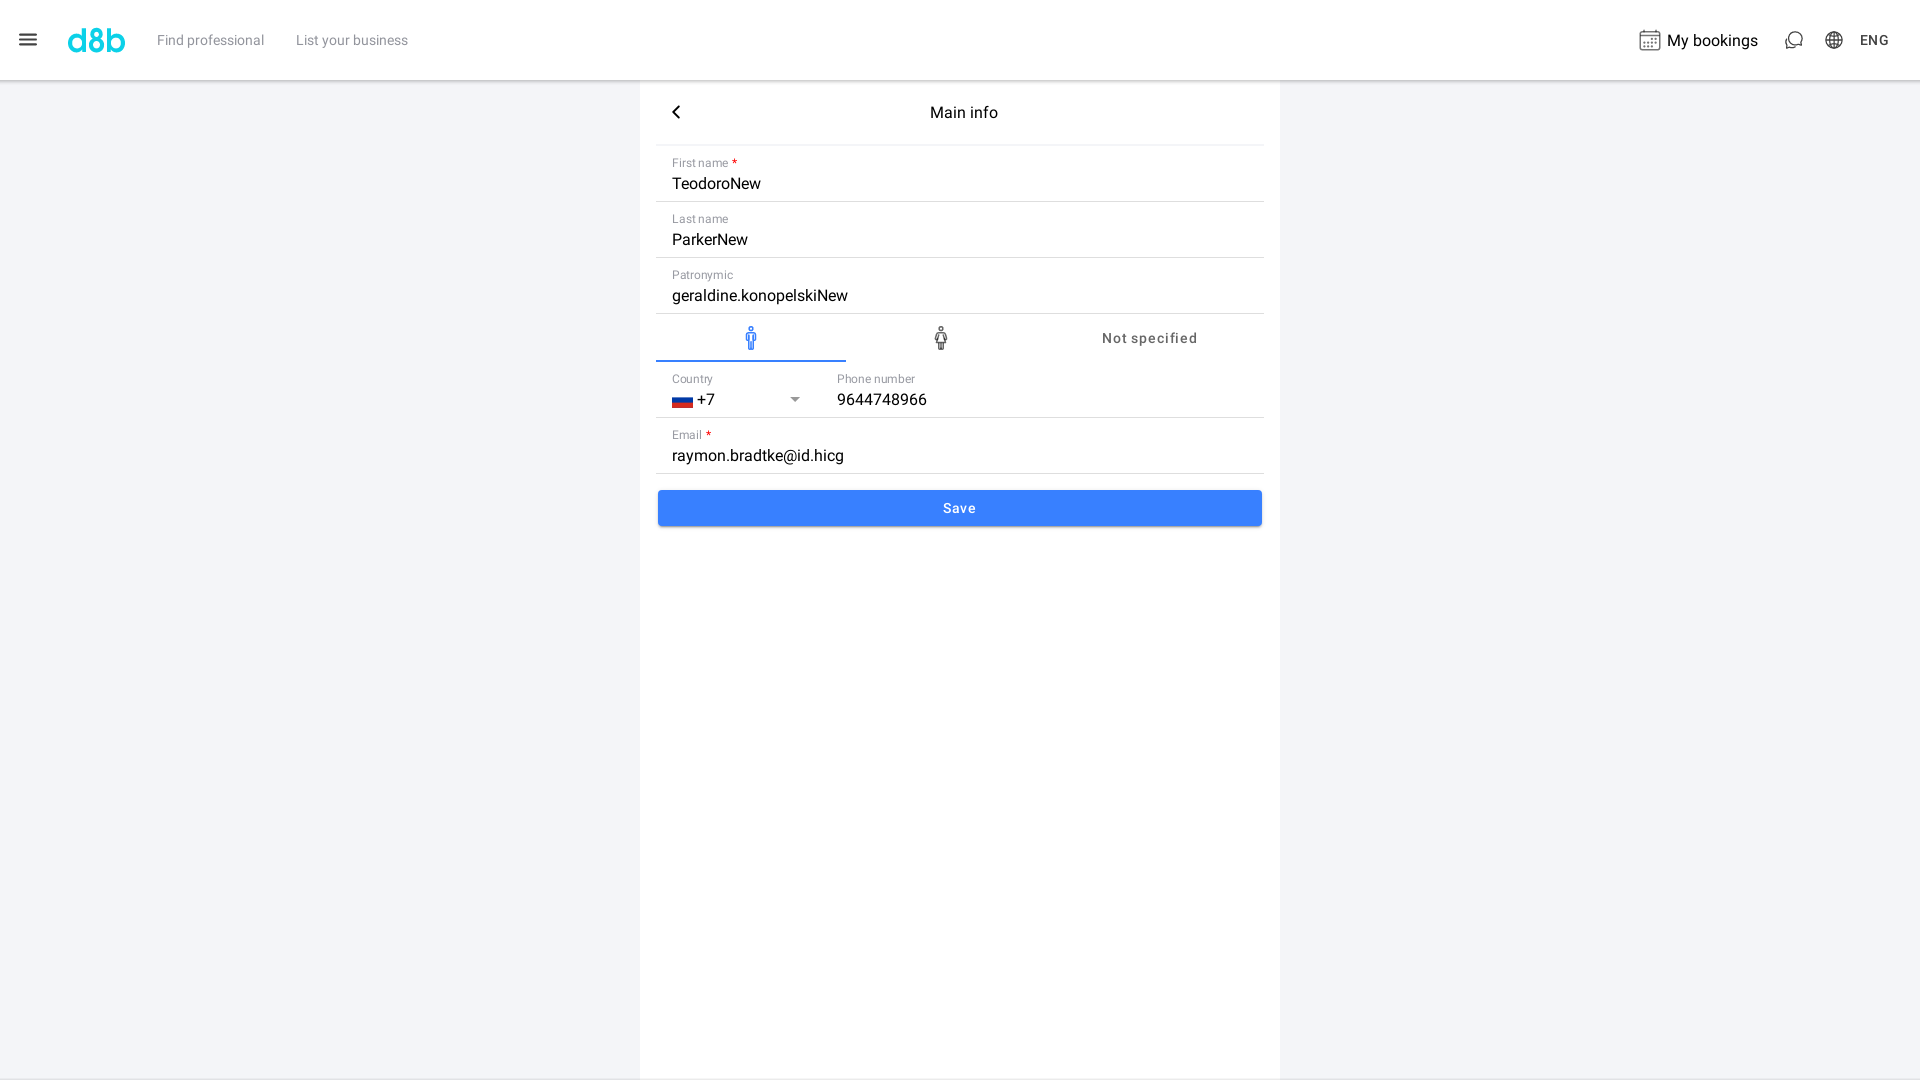 d8b
Find professional
List your business
My bookings
ENG
Main info
First name *
TeodoroNew
Last name
ParkerNew
Patronymic
geraldine.konopelskiNew
Not specified
Country
Phone number
+7
9644748966
Email *
raymon.bradtke@id.hicg
Save